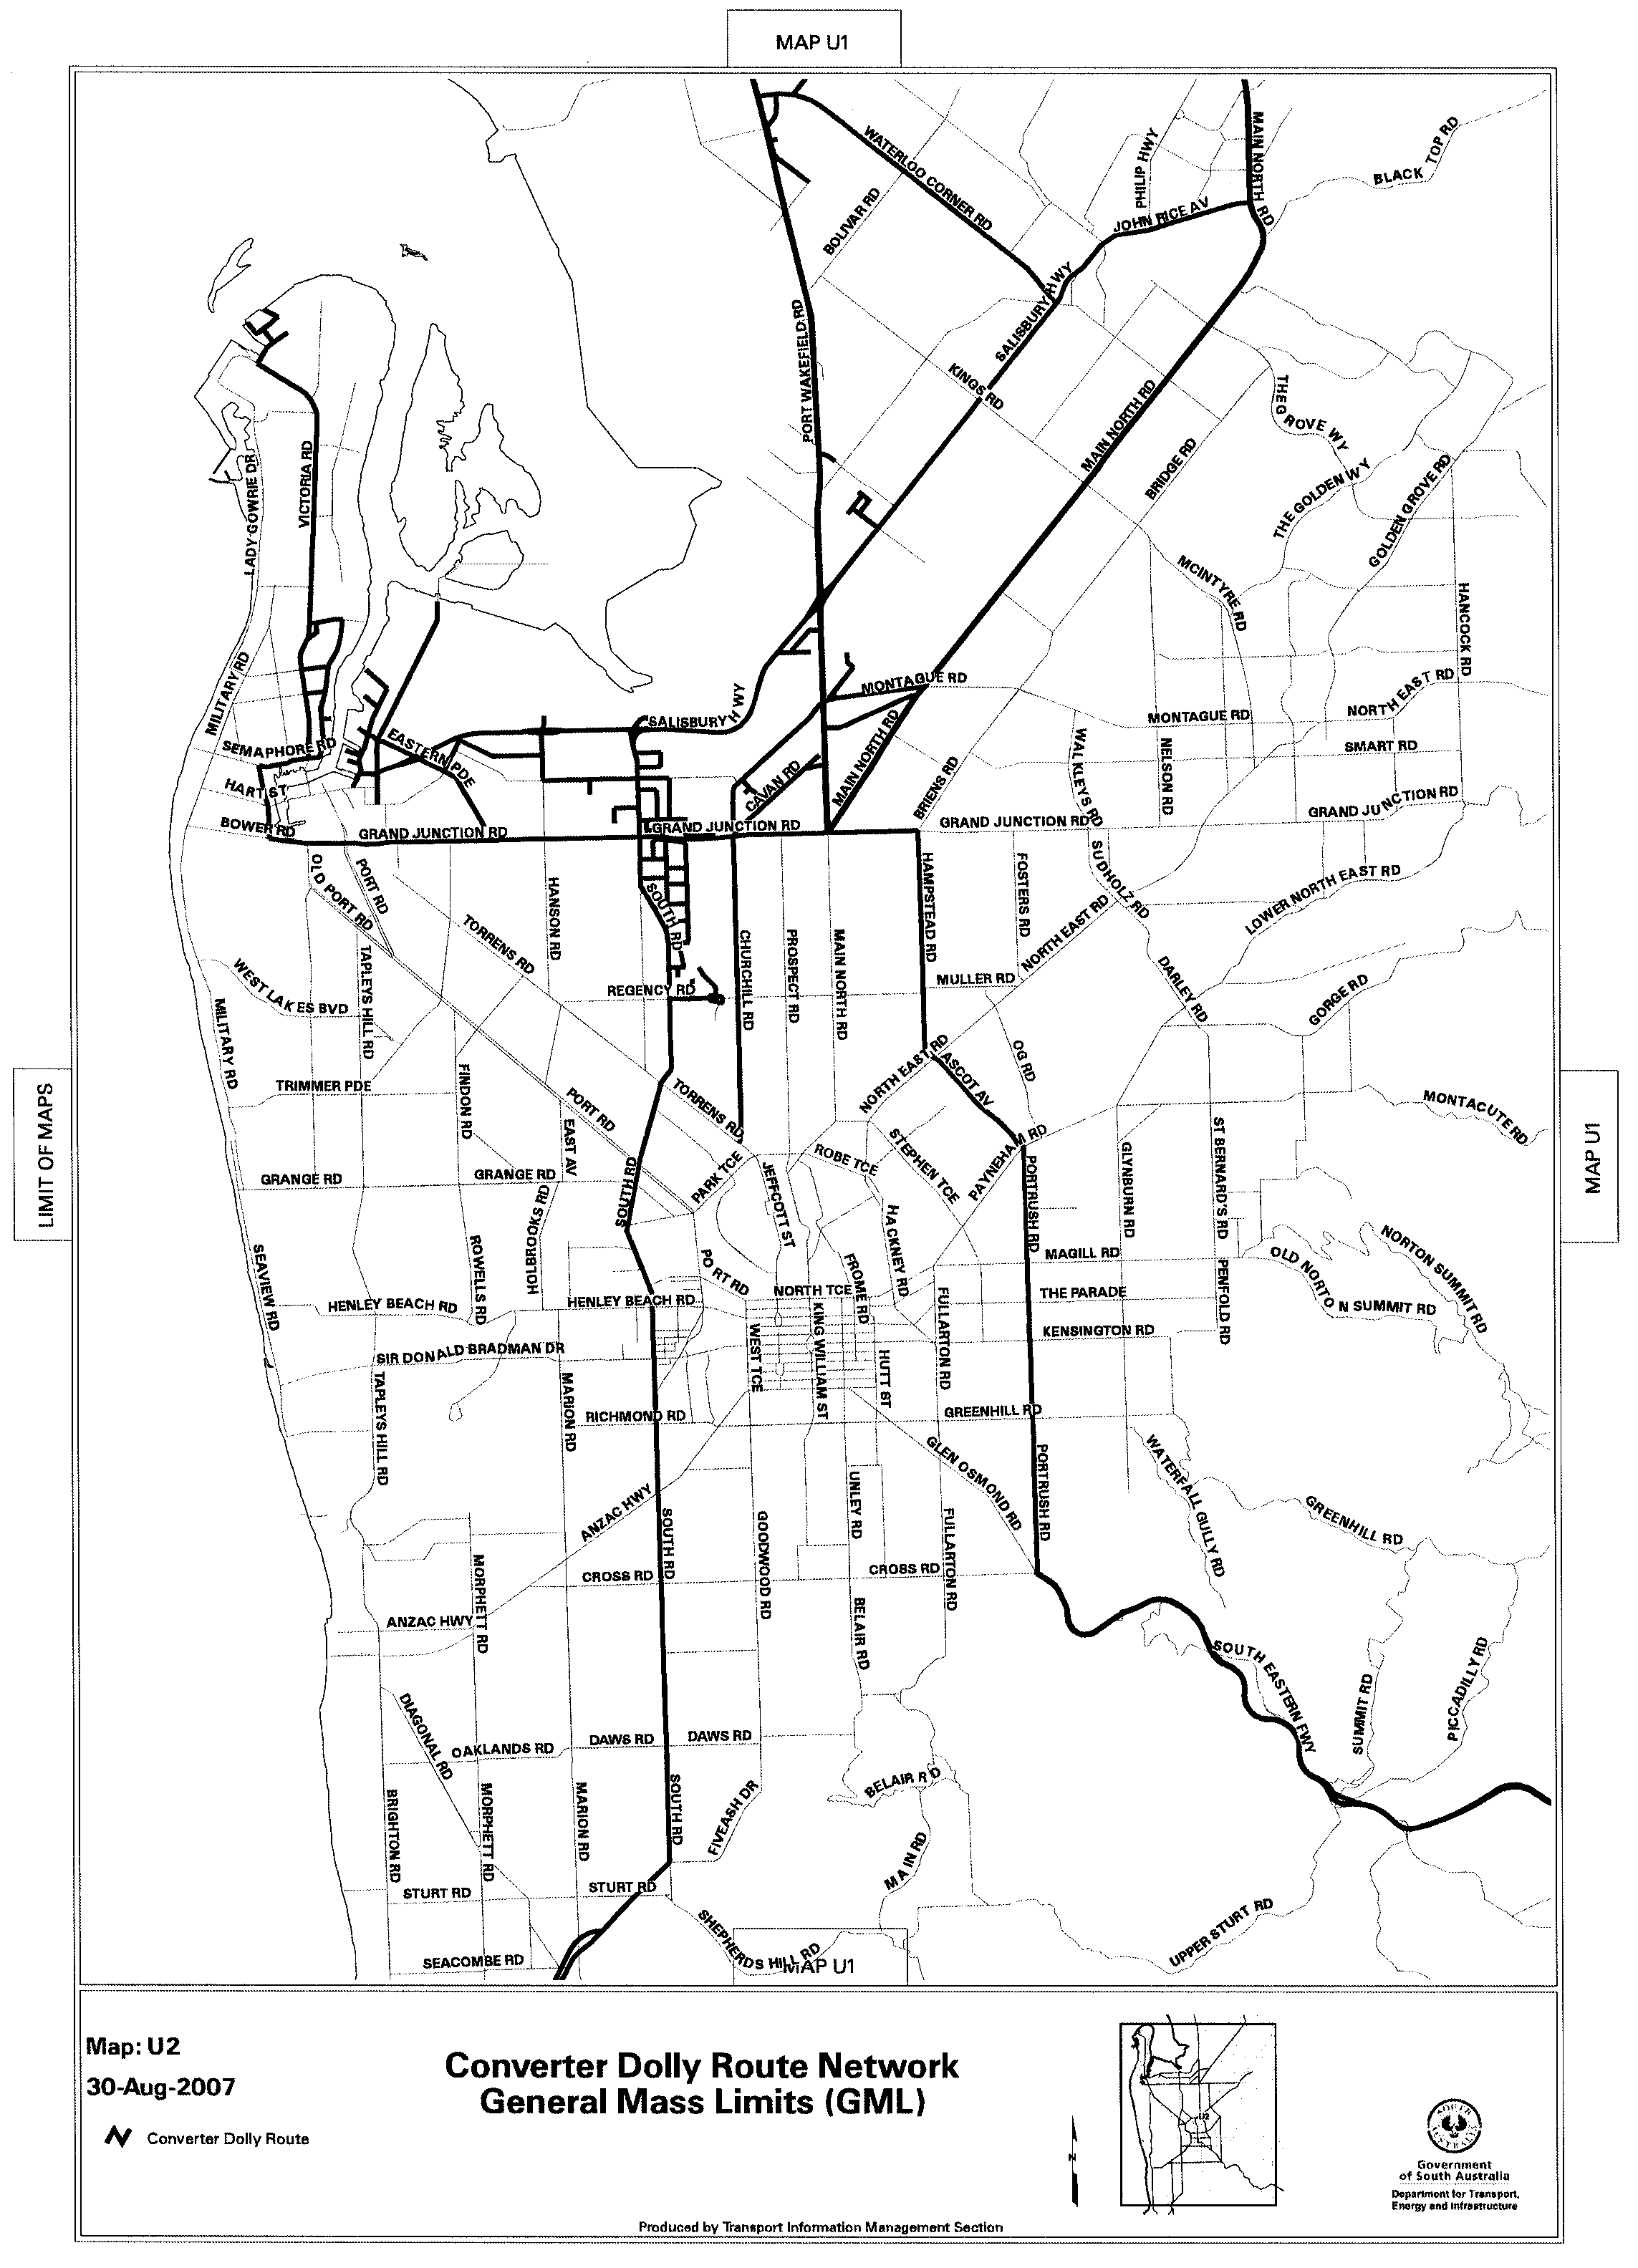 MAP U1
WATERLOO CORNER RD
BOLIVAR RD
PHILIP HWY
MAIN NORTH RD
BLACK TOP RD
JOHN RICE AV
SALISBURY HWY
PORT WAKEFIELD RD
KINGS RD
MAIN NORTH RD
BRIDGE RD
THE GROVE WY
THE GOLDEN WY
GOLDEN GROVE RD
LADY GOWRIE DR
VICTORIA RD
MCINTYRE RD
HANCOCK RD
MILITARY RD
MONTAGUE RD
NORTH EAST RD
SALISBURY HWY
MONTAGUE RD
SEMAPHORE RD
EASTERN PDE
MAIN NORTH RD
WALKLEYS RD
NELSON RD
SMART RD
HART ST
CAVAN RD
BRIENS RD
BOWER RD
GRAND JUNCTION RD
GRAND JUNCTION RD
GRAND JUNCTION RD
GRAND JUNCTION RD
OLD PORT RD
PORT RD
HANSON RD
SOUTH RD
HAMPSTEAD RD
FOSTERS RD
SUDHOLZ RD
LOWER NORTH EAST RD
TORRENS RD
CHURCHILL RD
PROSPECT RD
MAIN NORTH RD
NORTH EAST RD
WEST LAKES BVD
TAPLEYS HILL RD
REGENCY RD
MULLER RD
DARLEY RD
GORGE RD
MILITARY RD
TRIMMER PDE
FINDON RD
PORT RD
TORRENS RD
NORTH EAST RD
ASCOT AV
OG RD
MONTACUTE RD
EAST AV
GRANGE RD
GRANGE RD
HOLBROOKS RD
SOUTH RD
PARK TCE
JEFFCOTT ST
ROBE TCE
STEPHEN TCE
PAYNEHAM RD
PORTRUSH RD
GLYNBURN RD
ST BERNARD'S RD
SEAVIEW RD
ROWELLS RD
HACKNEY RD
MAGILL RD
OLD NORTON SUMMIT RD
NORTON SUMMIT RD
PORT RD
NORTH TCE
FROME RD
THE PARADE
PENFOLD RD
HENLEY BEACH RD
HENLEY BEACH RD
FULLARTON RD
KENSINGTON RD
SIR DONALD BRADMAN DR
WEST TCE
KING WILLIAM ST
HUTT ST
TAPLEYS HILL RD
MARION RD
RICHMOND RD
GREENHILL RD
GLEN OSMOND RD
PORTRUSH RD
WATERFALL GULLY RD
GREENHILL RD
ANZAC HWY
SOUTH RD
GOODWOOD RD
UNLEY RD
FULLARTON RD
MORPHETT RD
CROSS RD
CROSS RD
ANZAC HWY
BELAIR RD
SOUTH EASTERN FWY
SUMMIT RD
PICCADILLY RD
DIAGONAL RD
OAKLANDS RD
DAWS RD
DAWS RD
BRIGHTON RD
MORPHETT RD
MARION RD
SOUTH RD
FIVEASH DR
BELAIR RD
MAIN RD
STURT RD
STURT RD
SHEPHERDS HILL RD
UPPER STURT RD
SEACOMBE RD
MAP U1
LIMIT OF MAPS
MAP U1
Map: U2
30-Aug-2007
Converter Dolly Route
Converter Dolly Route Network
General Mass Limits (GML)
U2
N
Government
of South Australia
Department for Transport,
Energy and Infrastructure
Produced by Transport Information Management Section